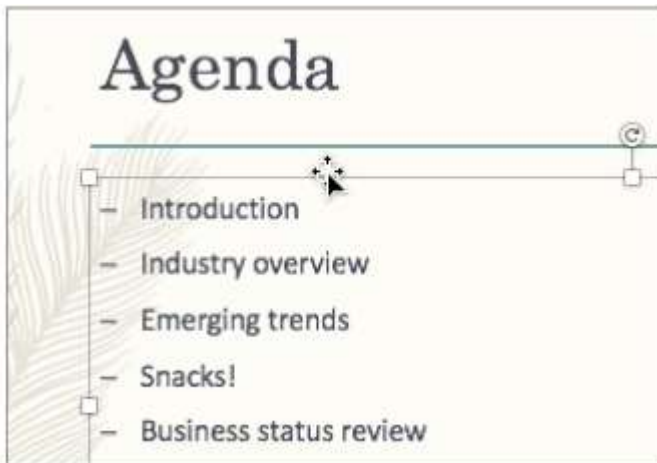 Agenda
– Introduction
– Industry overview
– Emerging trends
– Snacks!
– Business status review